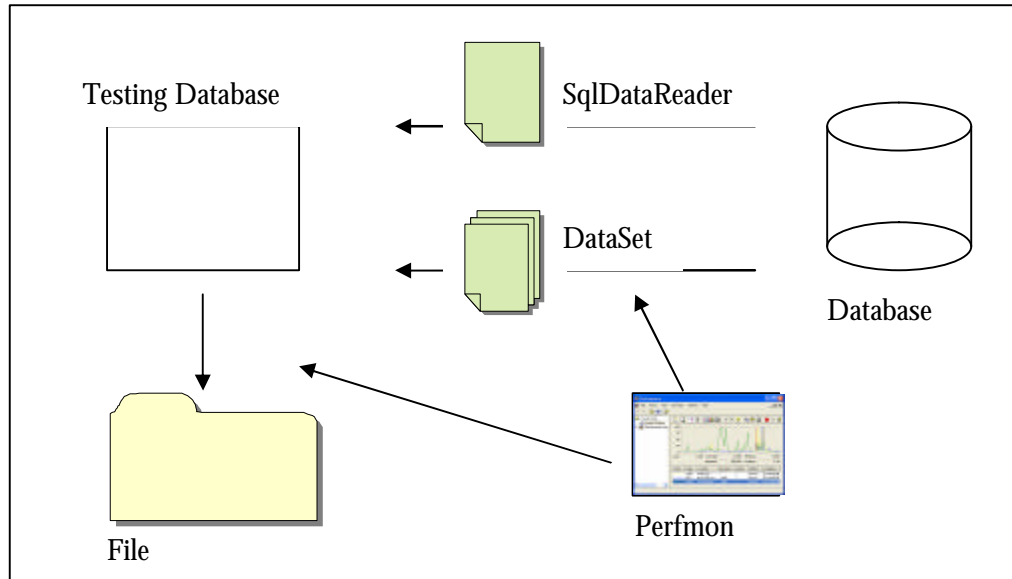 Testing Database
SqlDataReader
DataSet
Database
File
Perfmon